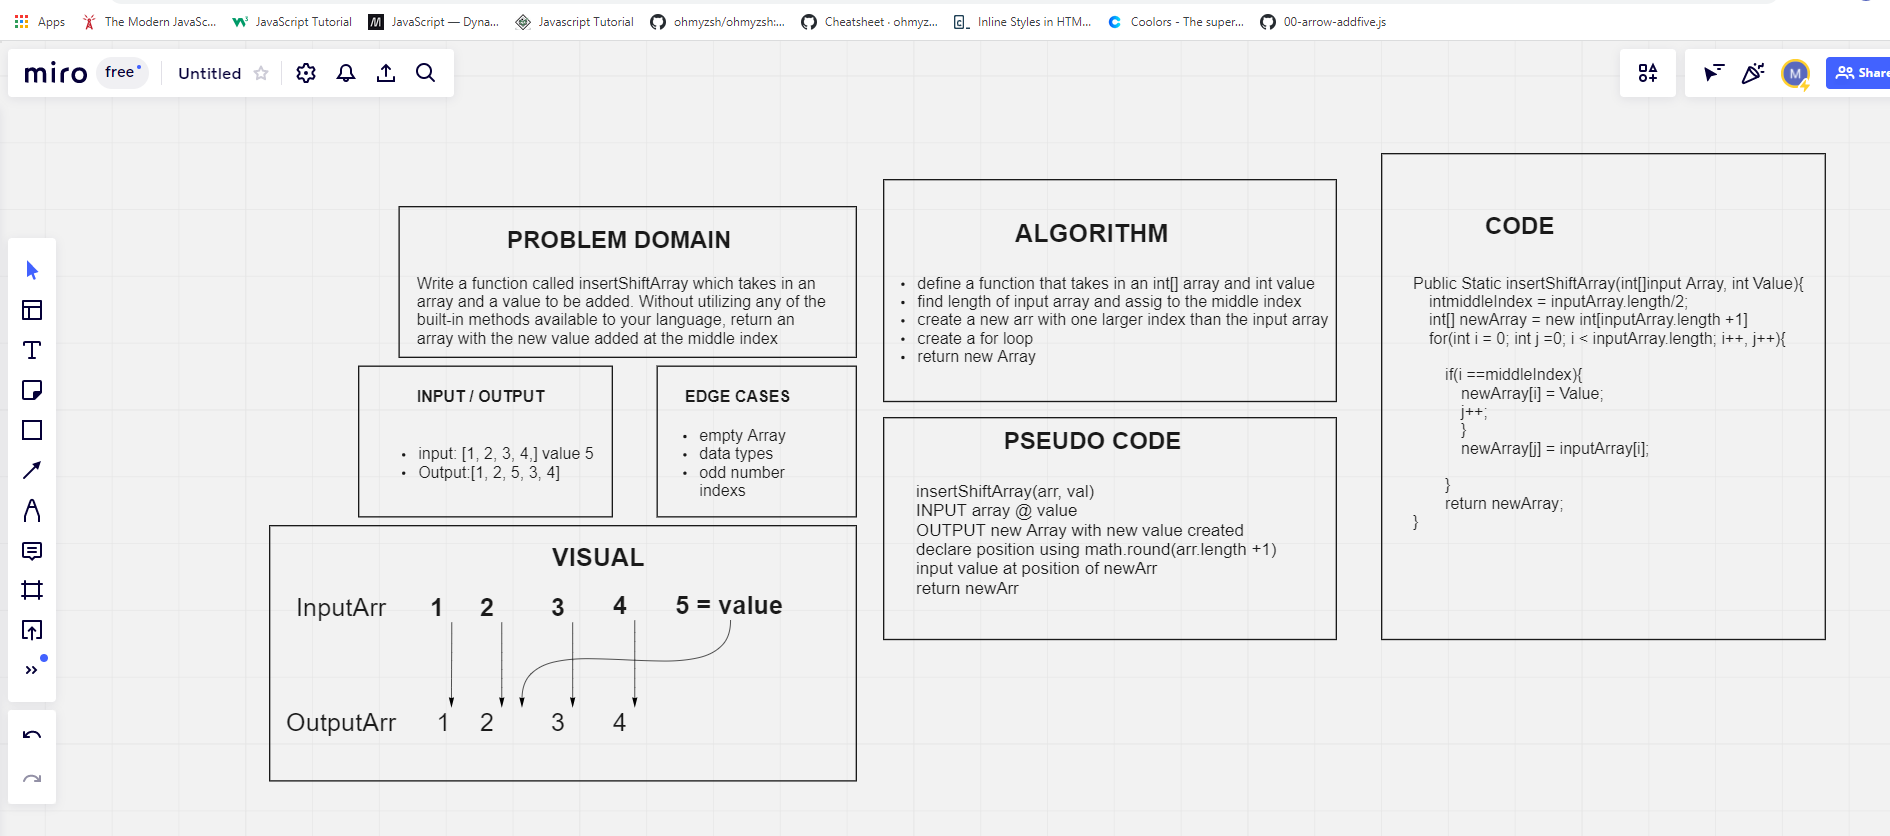 Apps The Modern JavaSc... JavaScript Tutorial JavaScript — Dyna... Javascript Tutorial ohmyzsh/ohmyzsh:... Cheatsheet · ohmyz... Inline Styles in HTM... Coolors - The super... 00-arrow-addfive.js
miro free Untitled M Share
PROBLEM DOMAIN
Write a function called insertShiftArray which takes in an
array and a value to be added. Without utilizing any of the
built-in methods available to your language, return an
array with the new value added at the middle index
INPUT / OUTPUT
• input: [1, 2, 3, 4,] value 5
• Output:[1, 2, 5, 3, 4]
EDGE CASES
• empty Array
• data types
• odd number
indexs
VISUAL
InputArr 1 2 3 4 5 = value
OutputArr 1 2 3 4
ALGORITHM
• define a function that takes in an int[] array and int value
• find length of input array and assig to the middle index
• create a new arr with one larger index than the input array
• create a for loop
• return new Array
PSEUDO CODE
insertShiftArray(arr, val)
INPUT array @ value
OUTPUT new Array with new value created
declare position using math.round(arr.length +1)
input value at position of newArr
return newArr
CODE
Public Static insertShiftArray(int[]input Array, int Value){
intmiddleIndex = inputArray.length/2;
int[] newArray = new int[inputArray.length +1]
for(int i = 0; int j =0; i < inputArray.length; i++, j++){
if(i ==middleIndex){
newArray[i] = Value;
j++;
}
newArray[j] = inputArray[i];
}
return newArray;
}